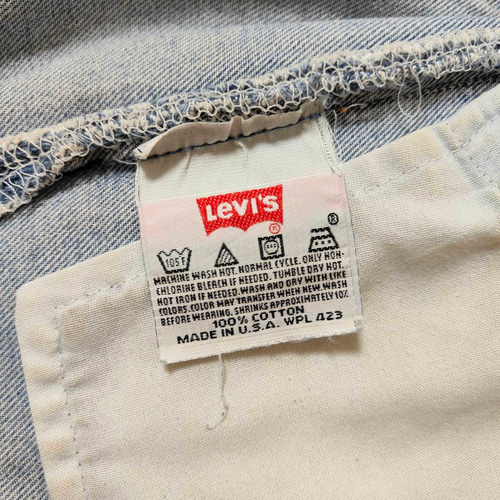 Levi's
®
105F
MACHINE WASH HOT. NORMAL CYCLE. ONLY NON-
CHLORINE BLEACH IF NEEDED. TUMBLE DRY HOT.
HOT IRON IF NEEDED. WASH AND DRY WITH LIKE
COLORS. COLOR MAY TRANSFER WHEN NEW. WASH
BEFORE WEARING. SHRINKS APPROXIMATELY 10%
100% COTTON
MADE IN U.S.A. WPL 423